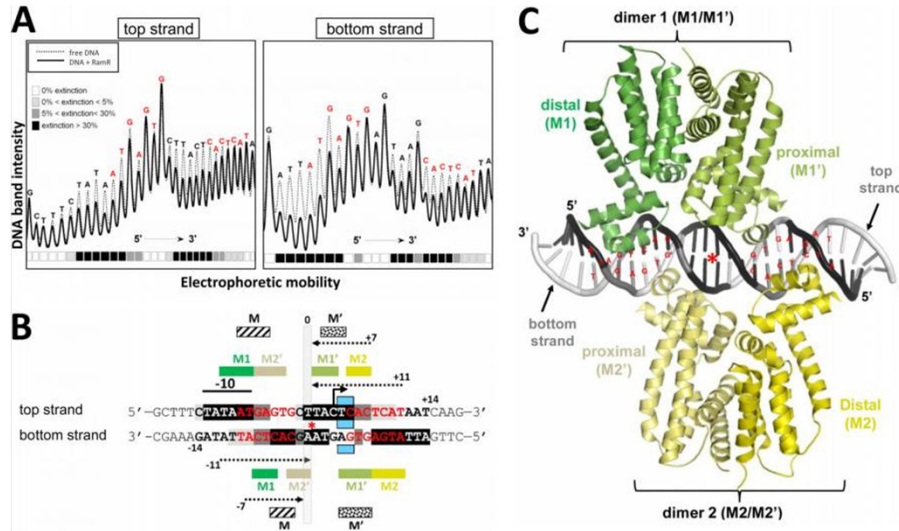 A
top strand
bottom strand
free DNA
DNA + RamR
0% extinction
0% < extinction < 5%
5% < extinction < 30%
extinction > 30%
DNA band intensity
5' 3'
5' 3'
Electrophoretic mobility
B
M
0
M'
+7
M1 M2' M1' M2
-10
+11
+14
top strand 5'–GCTTTCTATAATGAGTGCTTACTCACTCATAATCAAG–3'
*
bottom strand 3'–CGAAAGATATTACTCACGAATGAGTGAGTATTAGTTC–5'
-14
-11
M1 M2' M1' M2
-7
M
M'
C
dimer 1 (M1/M1')
distal
(M1)
proximal
(M1')
top
strand
5'
3'
*
5'
bottom
strand
proximal
(M2')
Distal
(M2)
dimer 2 (M2/M2')